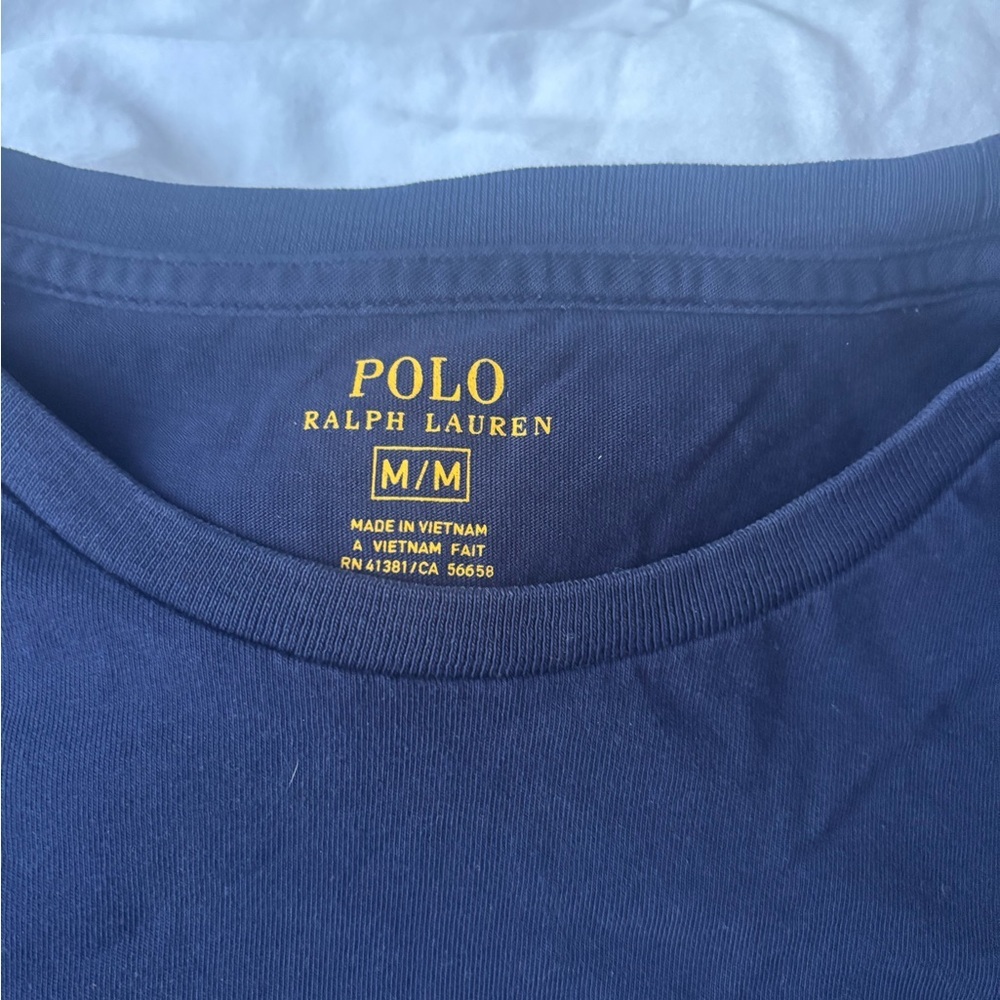 POLO
RALPH LAUREN
M/M
MADE IN VIETNAM
A VIETNAM FAIT
RN 41381/CA 56658